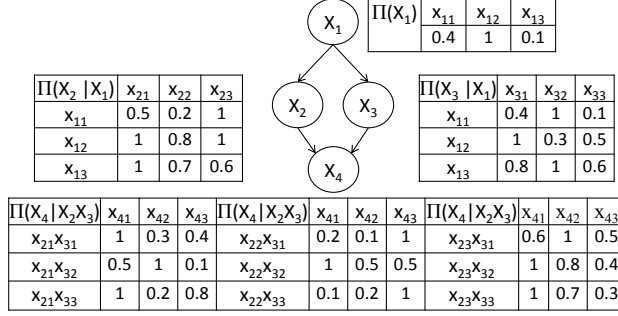 X₁
Π(X₁) x₁₁ x₁₂ x₁₃
0.4 1 0.1
Π(X₂ |X₁) x₂₁ x₂₂ x₂₃
x₁₁ 0.5 0.2 1
x₁₂ 1 0.8 1
x₁₃ 1 0.7 0.6
X₂ X₃
X₄
Π(X₃ |X₁) x₃₁ x₃₂ x₃₃
x₁₁ 0.4 1 0.1
x₁₂ 1 0.3 0.5
x₁₃ 0.8 1 0.6
Π(X₄|X₂X₃) x₄₁ x₄₂ x₄₃ Π(X₄|X₂X₃) x₄₁ x₄₂ x₄₃ Π(X₄|X₂X₃) x₄₁ x₄₂ x₄₃
x₂₁x₃₁ 1 0.3 0.4 x₂₂x₃₁ 0.2 0.1 1 x₂₃x₃₁ 0.6 1 0.5
x₂₁x₃₂ 0.5 1 0.1 x₂₂x₃₂ 1 0.5 0.5 x₂₃x₃₂ 1 0.8 0.4
x₂₁x₃₃ 1 0.2 0.8 x₂₂x₃₃ 0.1 0.2 1 x₂₃x₃₃ 1 0.7 0.3